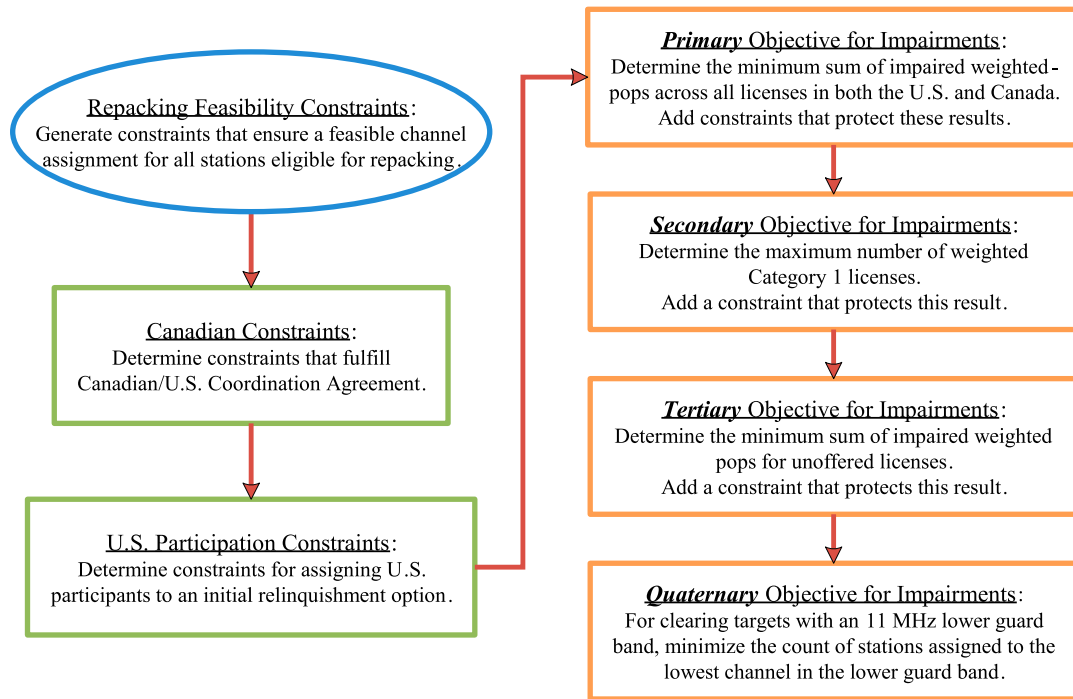 Repacking Feasibility Constraints:
Generate constraints that ensure a feasible channel
assignment for all stations eligible for repacking.
Canadian Constraints:
Determine constraints that fulfill
Canadian/U.S. Coordination Agreement.
U.S. Participation Constraints:
Determine constraints for assigning U.S.
participants to an initial relinquishment option.
Primary Objective for Impairments:
Determine the minimum sum of impaired weighted-
pops across all licenses in both the U.S. and Canada.
Add constraints that protect these results.
Secondary Objective for Impairments:
Determine the maximum number of weighted
Category 1 licenses.
Add a constraint that protects this result.
Tertiary Objective for Impairments:
Determine the minimum sum of impaired weighted
pops for unoffered licenses.
Add a constraint that protects this result.
Quaternary Objective for Impairments:
For clearing targets with an 11 MHz lower guard
band, minimize the count of stations assigned to the
lowest channel in the lower guard band.